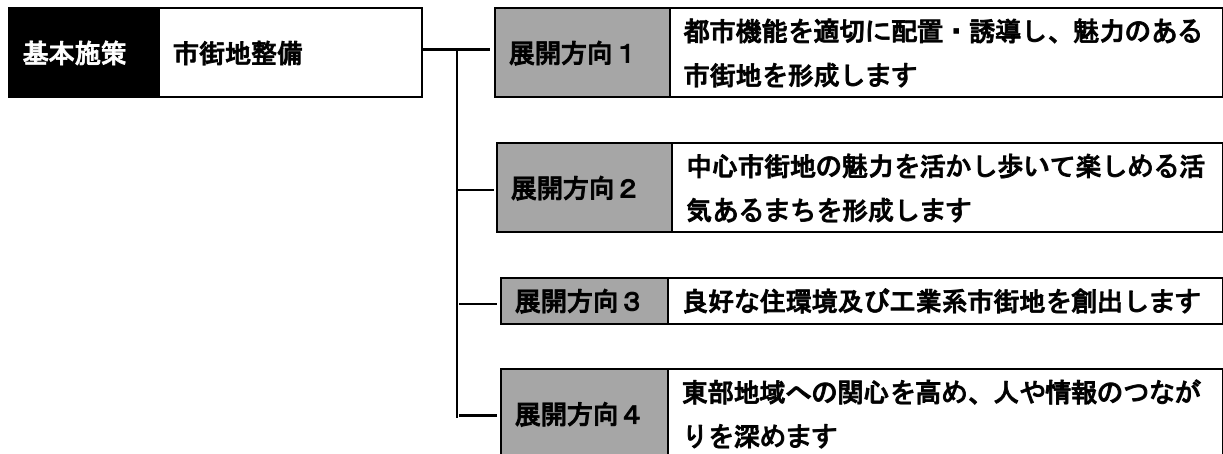 基本施策
市街地整備
展開方向１
都市機能を適切に配置・誘導し、魅力のある
市街地を形成します
展開方向２
中心市街地の魅力を活かし歩いて楽しめる活
気あるまちを形成します
展開方向３
良好な住環境及び工業系市街地を創出します
展開方向４
東部地域への関心を高め、人や情報のつなが
りを深めます